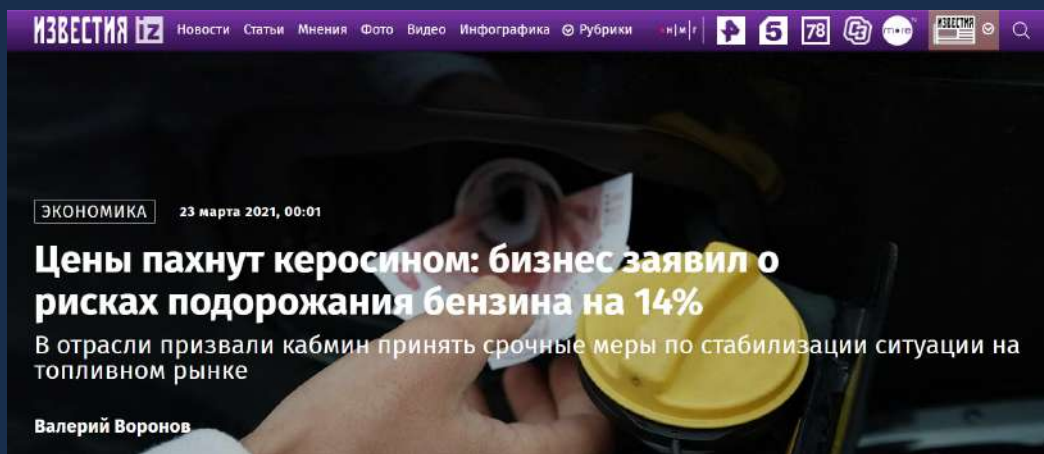 ИЗВЕСТИЯ iz Новости Статьи Мнения Фото Видео Инфографика Рубрики н|м|г 5 78 more ИЗВЕСТИЯ
ЭКОНОМИКА 23 марта 2021, 00:01
Цены пахнут керосином: бизнес заявил о
рисках подорожания бензина на 14%
В отрасли призвали кабмин принять срочные меры по стабилизации ситуации на
топливном рынке
Валерий Воронов